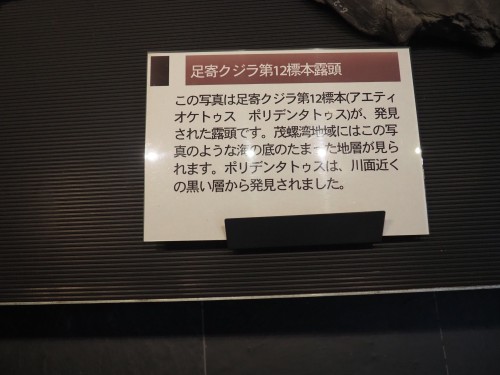 足寄クジラ第12標本露頭
この写真は足寄クジラ第12標本(アエティ
オケトゥス　ポリデンタトゥス)が、発見
された露頭です。茂螺湾地域にはこの写
真のような海の底のたまった地層が見ら
れます。ポリデンタトゥスは、川面近く
の黒い層から発見されました。